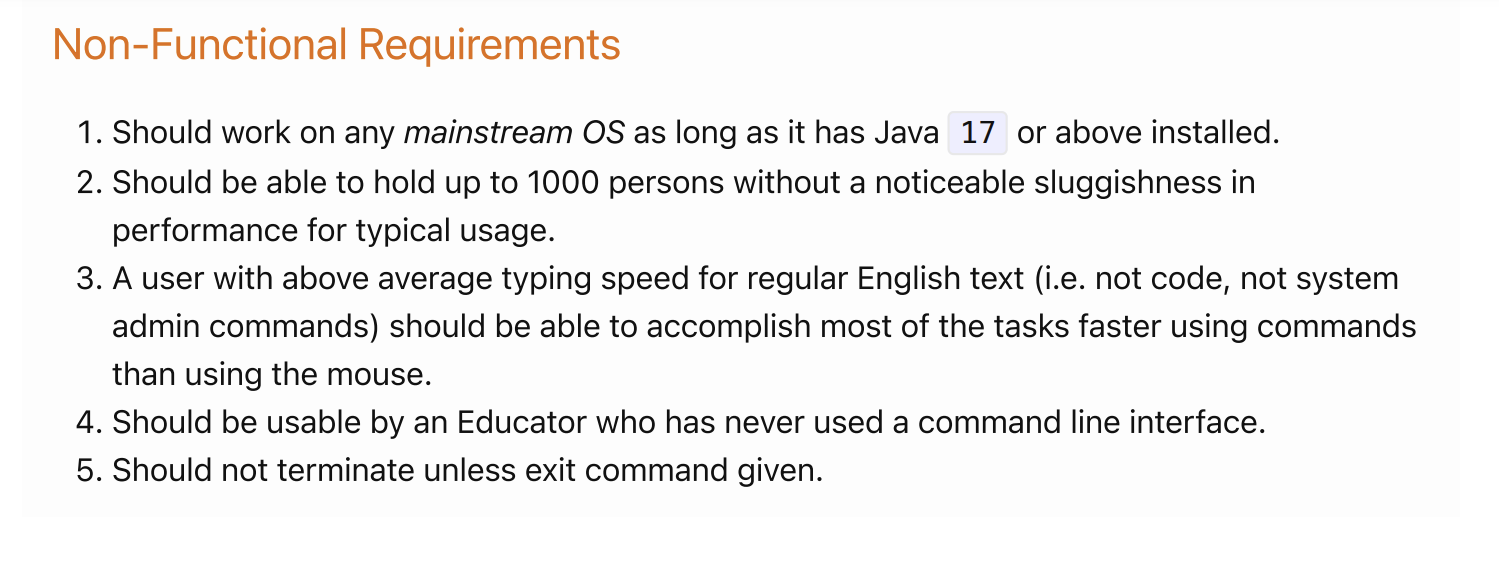 Non-Functional Requirements
1. Should work on any mainstream OS as long as it has Java 17 or above installed.
2. Should be able to hold up to 1000 persons without a noticeable sluggishness in
performance for typical usage.
3. A user with above average typing speed for regular English text (i.e. not code, not system
admin commands) should be able to accomplish most of the tasks faster using commands
than using the mouse.
4. Should be usable by an Educator who has never used a command line interface.
5. Should not terminate unless exit command given.